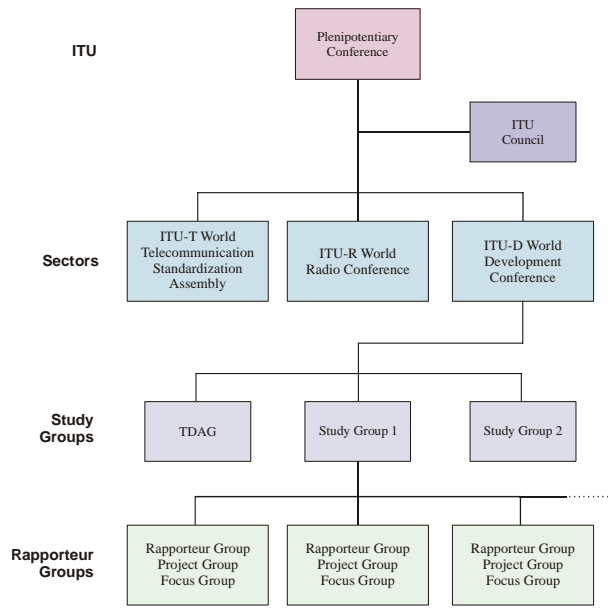 ITU
Plenipotentiary
Conference
ITU
Council
Sectors
ITU-T World
Telecommunication
Standardization
Assembly
ITU-R World
Radio Conference
ITU-D World
Development
Conference
Study
Groups
TDAG
Study Group 1
Study Group 2
Rapporteur
Groups
Rapporteur Group
Project Group
Focus Group
Rapporteur Group
Project Group
Focus Group
Rapporteur Group
Project Group
Focus Group